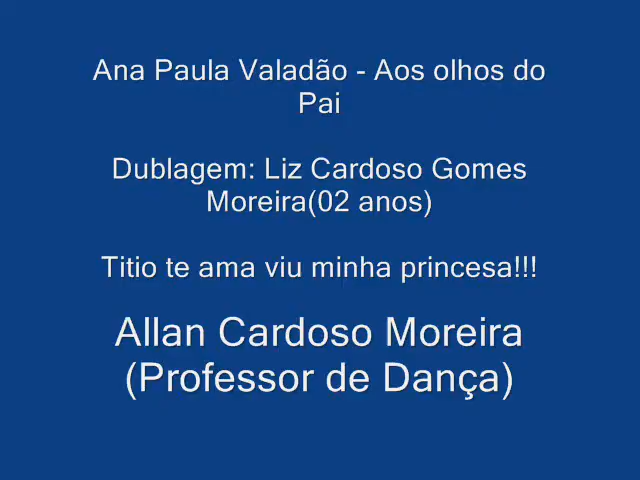 Ana Paula Valadão - Aos olhos do
Pai
Dublagem: Liz Cardoso Gomes
Moreira(02 anos)
Titio te ama viu minha princesa!!!
Allan Cardoso Moreira
(Professor de Dança)